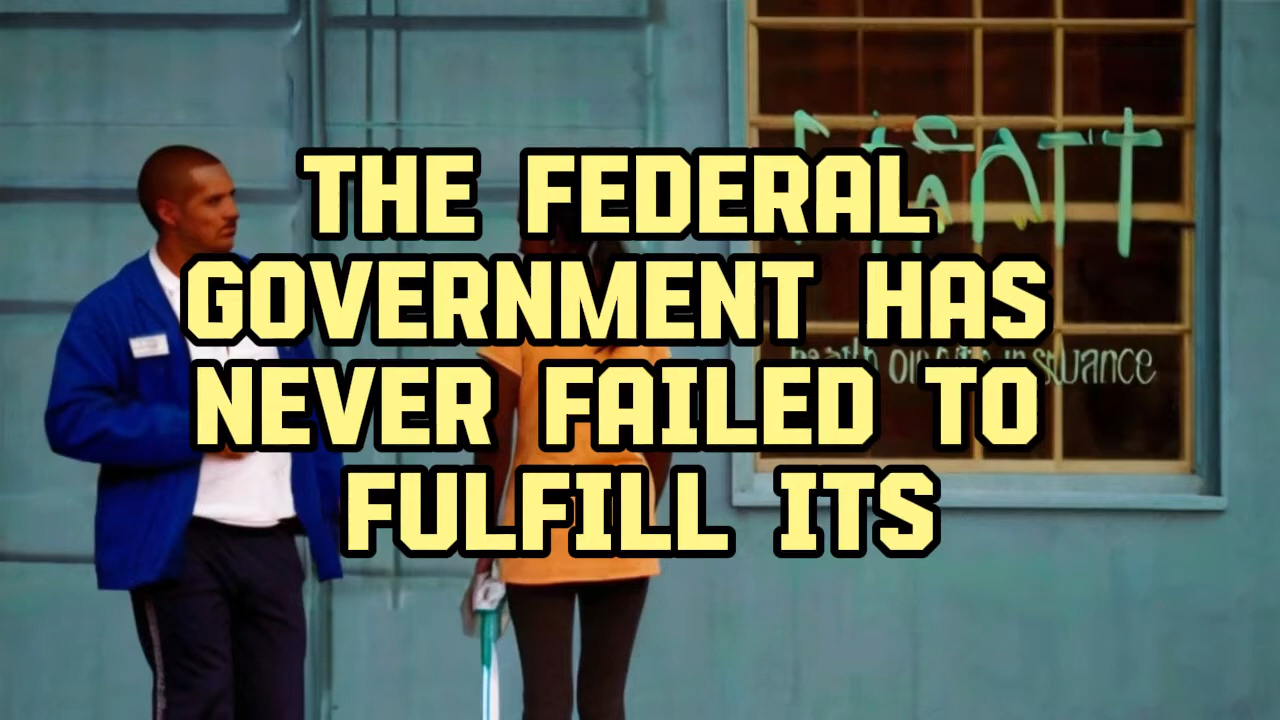 THE FEDERAL
GOVERNMENT HAS
NEVER FAILED TO
FULFILL ITS